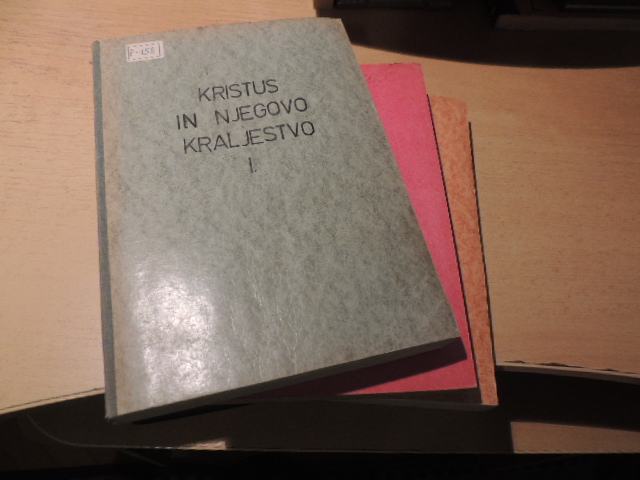 KRISTUS
IN NJEGOVO
KRALJESTVO
I.